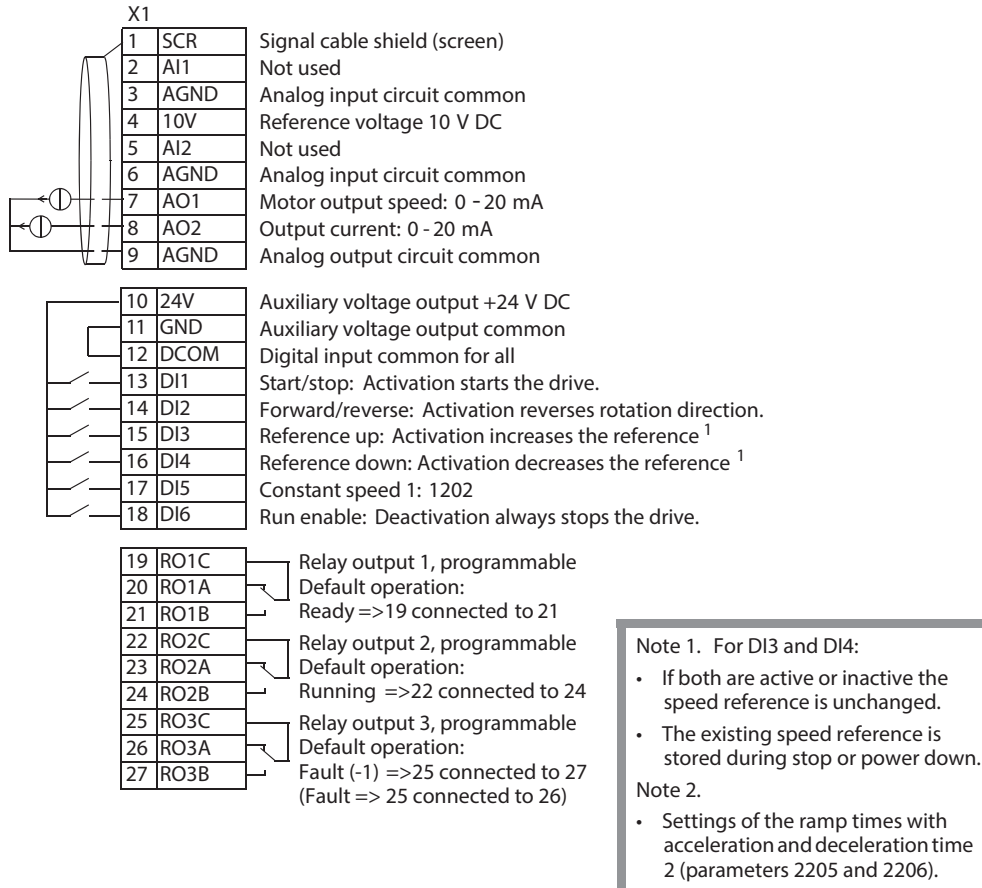 X1
1 SCR Signal cable shield (screen)
2 AI1 Not used
3 AGND Analog input circuit common
4 10V Reference voltage 10 V DC
5 AI2 Not used
6 AGND Analog input circuit common
7 AO1 Motor output speed: 0 - 20 mA
8 AO2 Output current: 0 - 20 mA
9 AGND Analog output circuit common
10 24V Auxiliary voltage output +24 V DC
11 GND Auxiliary voltage output common
12 DCOM Digital input common for all
13 DI1 Start/stop: Activation starts the drive.
14 DI2 Forward/reverse: Activation reverses rotation direction.
15 DI3 Reference up: Activation increases the reference 1
16 DI4 Reference down: Activation decreases the reference 1
17 DI5 Constant speed 1: 1202
18 DI6 Run enable: Deactivation always stops the drive.
19 RO1C Relay output 1, programmable
20 RO1A Default operation:
21 RO1B Ready =>19 connected to 21
22 RO2C Relay output 2, programmable
23 RO2A Default operation:
24 RO2B Running =>22 connected to 24
25 RO3C Relay output 3, programmable
26 RO3A Default operation:
27 RO3B Fault (-1) =>25 connected to 27
(Fault => 25 connected to 26)
Note 1. For DI3 and DI4:
• If both are active or inactive the
speed reference is unchanged.
• The existing speed reference is
stored during stop or power down.
Note 2.
• Settings of the ramp times with
acceleration and deceleration time
2 (parameters 2205 and 2206).